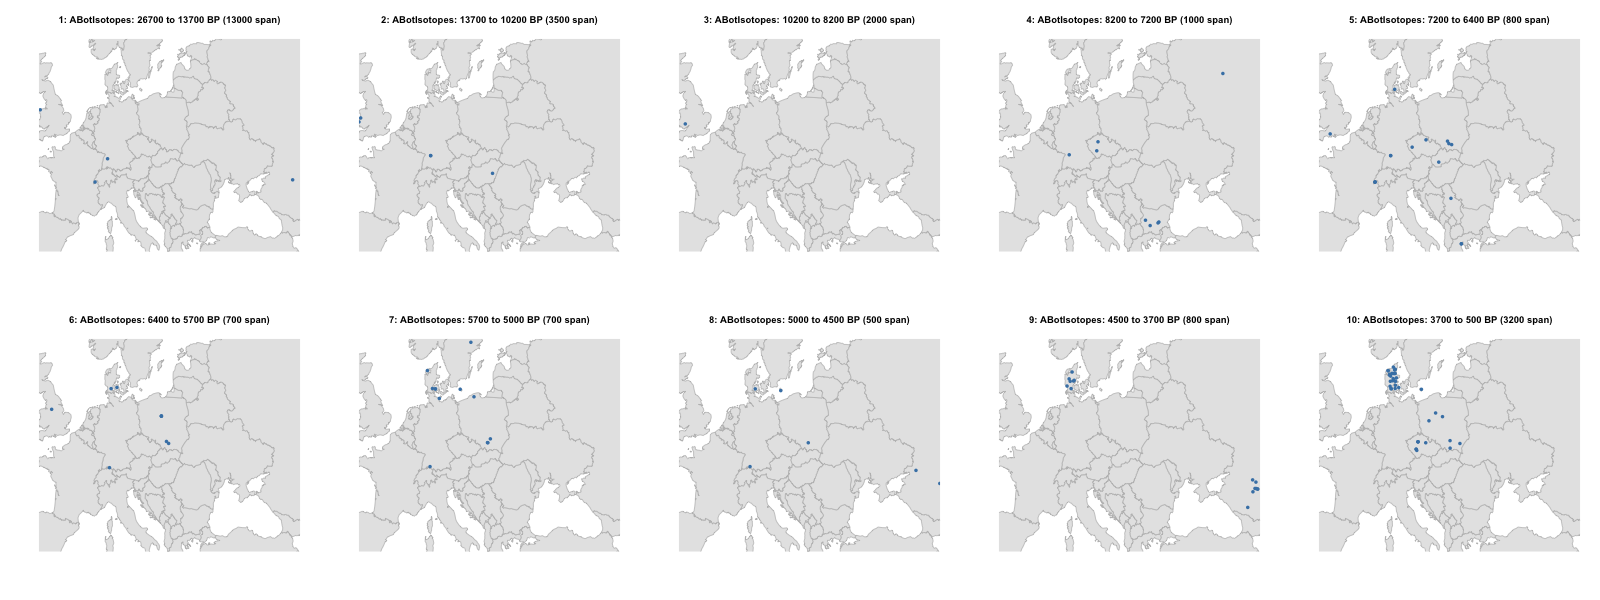 1: ABotIsotopes: 26700 to 13700 BP (13000 span)
2: ABotIsotopes: 13700 to 10200 BP (3500 span)
3: ABotIsotopes: 10200 to 8200 BP (2000 span)
4: ABotIsotopes: 8200 to 7200 BP (1000 span)
5: ABotIsotopes: 7200 to 6400 BP (800 span)
6: ABotIsotopes: 6400 to 5700 BP (700 span)
7: ABotIsotopes: 5700 to 5000 BP (700 span)
8: ABotIsotopes: 5000 to 4500 BP (500 span)
9: ABotIsotopes: 4500 to 3700 BP (800 span)
10: ABotIsotopes: 3700 to 500 BP (3200 span)